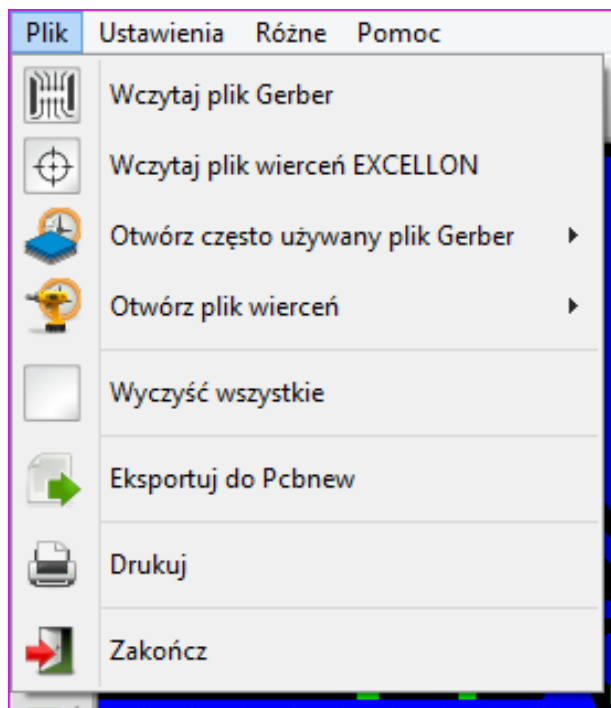 Plik Ustawienia Różne Pomoc
Wczytaj plik Gerber
Wczytaj plik wierceń EXCELLON
Otwórz często używany plik Gerber
Otwórz plik wierceń
Wyczyść wszystkie
Eksportuj do Pcbnew
Drukuj
Zakończ